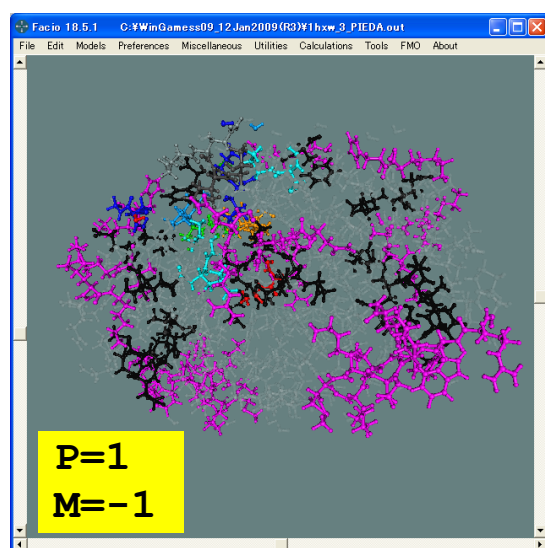 Facio 18.5.1 C:¥WinGamess09_12Jan2009(R3)¥1hxw_3_PIEDA.out
File Edit Models Preferences Miscellaneous Utilities Calculations Tools FMO About
P=1
M=-1